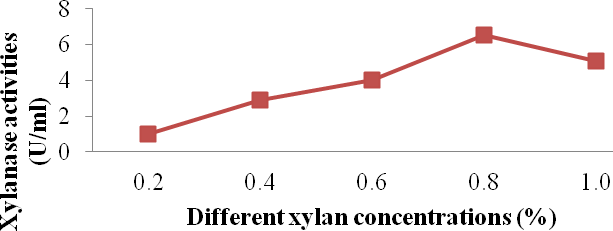 Xylanase activities
(U/ml)
8
6
4
2
0
0.2 0.4 0.6 0.8 1.0
Different xylan concentrations (%)